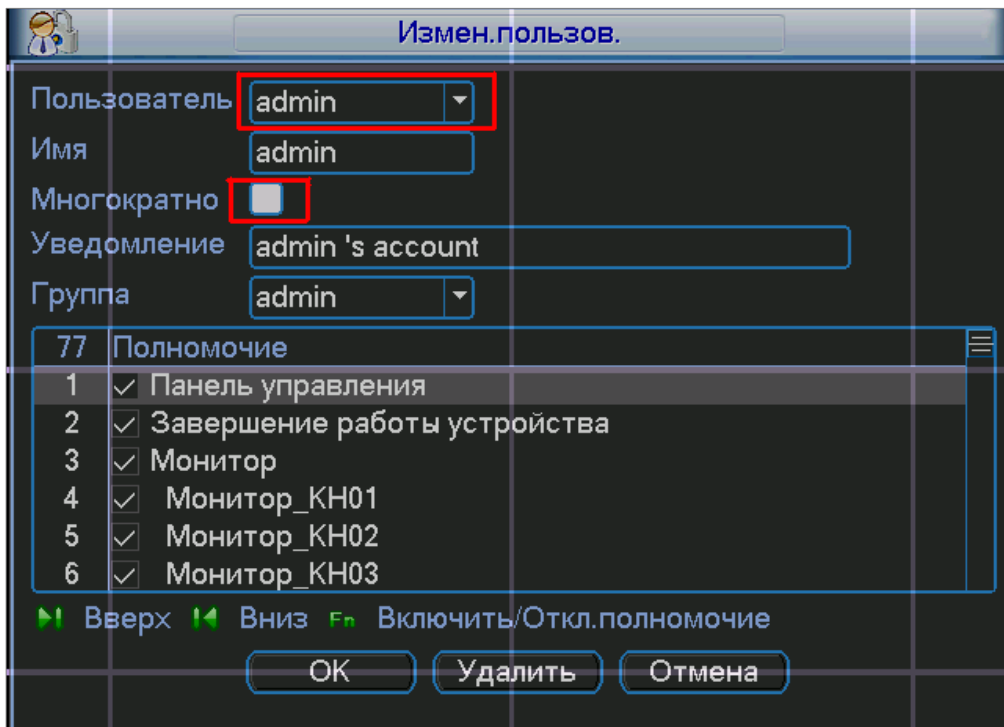 Измен.пользов.
Пользователь admin
Имя admin
Многократно
Уведомление admin 's account
Группа admin
77 Полномочие
1 Панель управления
2 Завершение работы устройства
3 Монитор
4 Монитор_КН01
5 Монитор_КН02
6 Монитор_КН03
Вверх Вниз Fn Включить/Откл.полномочие
OK Удалить Отмена